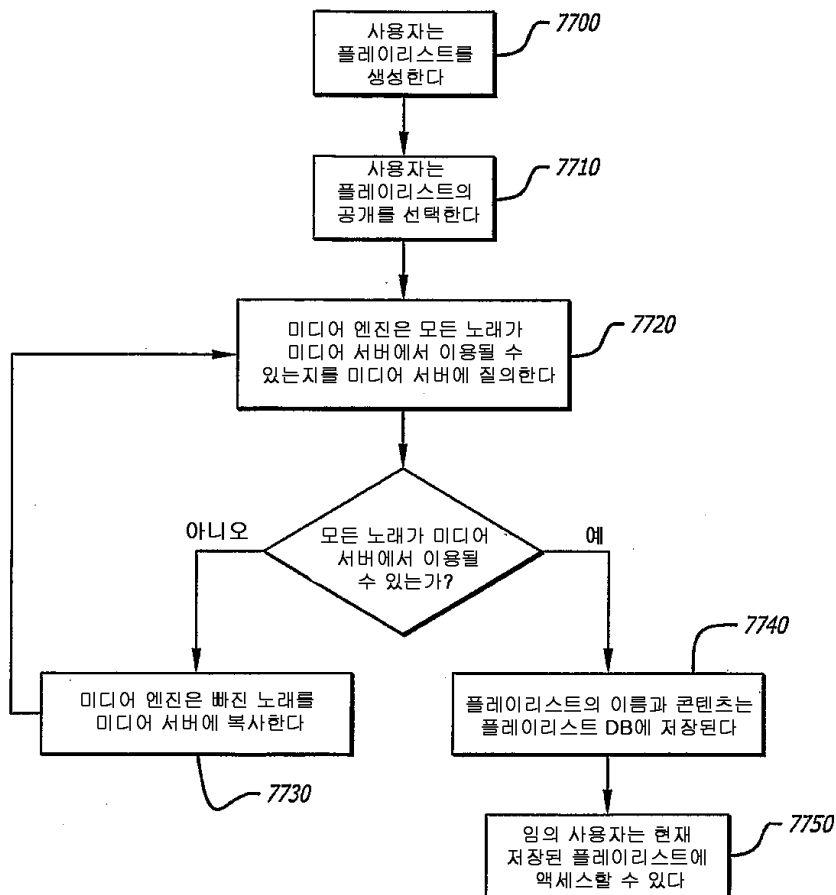 사용자는
플레이리스트를
생성한다
7700
사용자는
플레이리스트의
공개를 선택한다
7710
미디어 엔진은 모든 노래가
미디어 서버에서 이용될 수
있는지를 미디어 서버에 질의한다
7720
모든 노래가 미디어
서버에서 이용될
수 있는가?
아니오
예
미디어 엔진은 빠진 노래를
미디어 서버에 복사한다
7730
플레이리스트의 이름과 콘텐츠는
플레이리스트 DB에 저장된다
7740
임의 사용자는 현재
저장된 플레이리스트에
액세스할 수 있다
7750